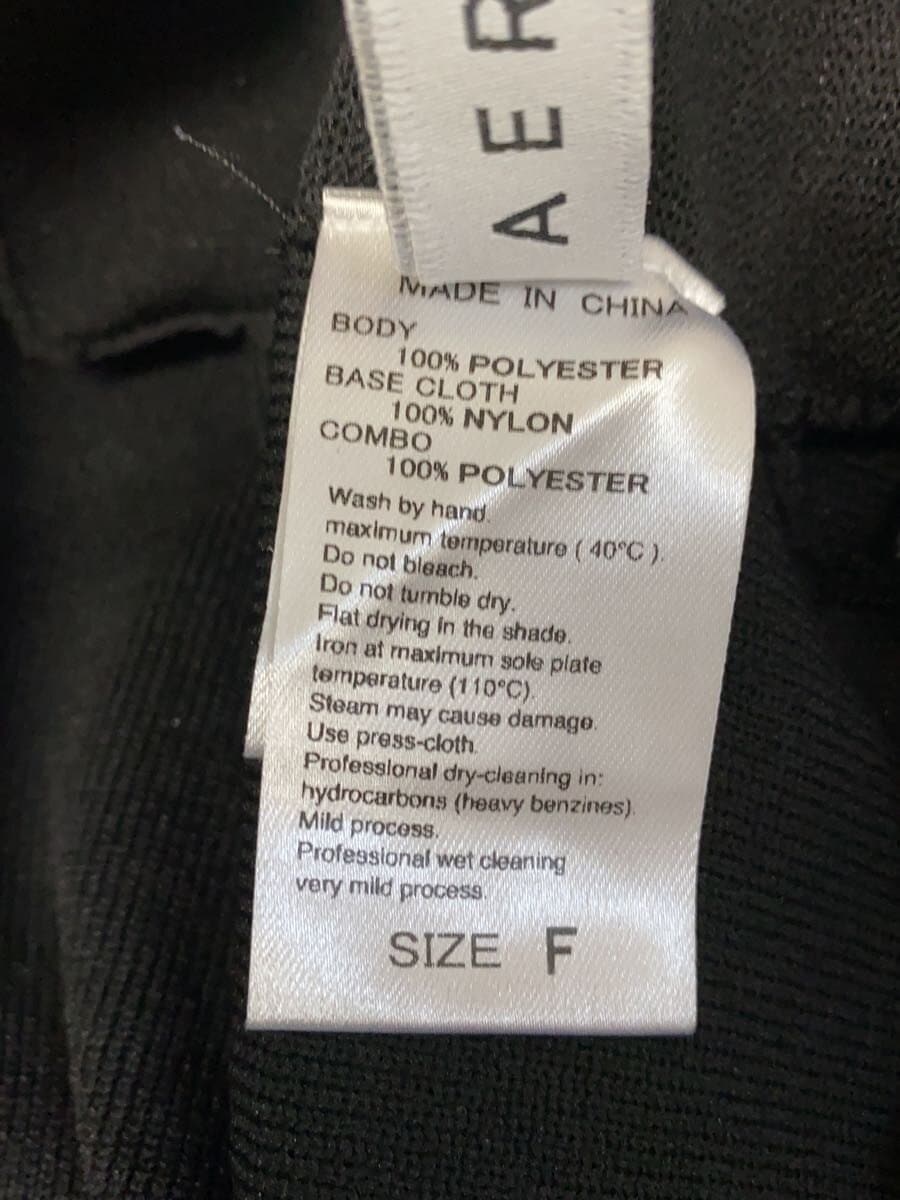 AER
MADE IN CHINA
BODY
100% POLYESTER
BASE CLOTH
100% NYLON
COMBO
100% POLYESTER
Wash by hand.
maximum temperature ( 40°C ).
Do not bleach.
Do not tumble dry.
Flat drying in the shade.
Iron at maximum sole plate
temperature (110°C).
Steam may cause damage.
Use press-cloth.
Professional dry-cleaning in:
hydrocarbons (heavy benzines).
Mild process.
Professional wet cleaning
very mild process.
SIZE F